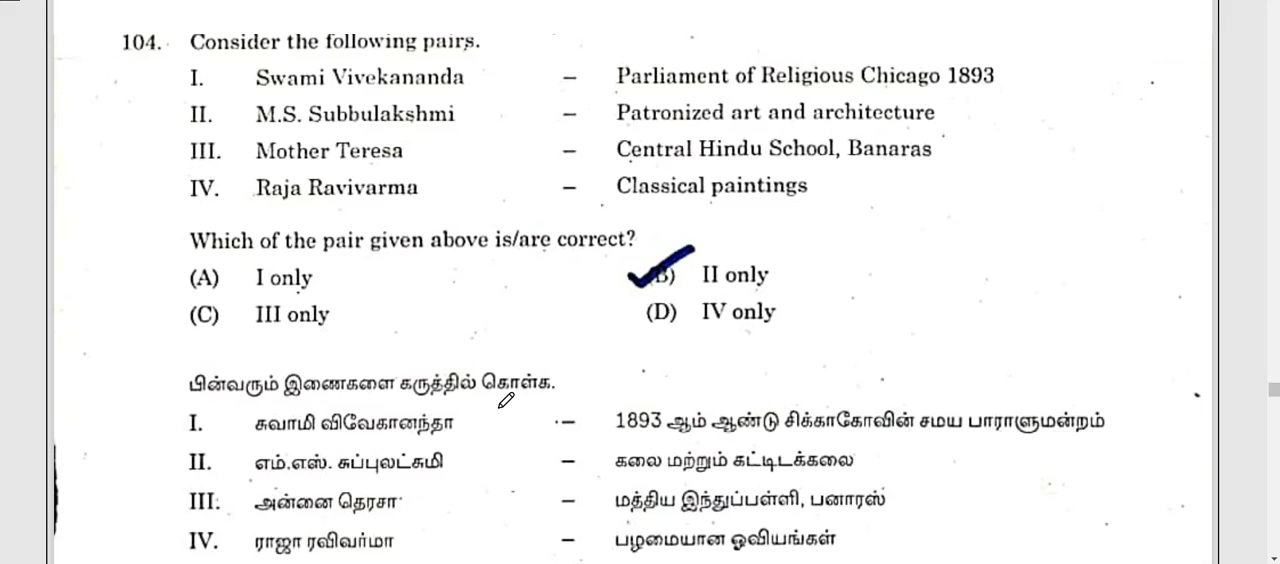 104. Consider the following pairs.
I. Swami Vivekananda – Parliament of Religious Chicago 1893
II. M.S. Subbulakshmi – Patronized art and architecture
III. Mother Teresa – Central Hindu School, Banaras
IV. Raja Ravivarma – Classical paintings
Which of the pair given above is/are correct?
(A) I only (B) II only
(C) III only (D) IV only
பின்வரும் இணைகளை கருத்தில் கொள்க.
I. சுவாமி விவேகானந்தா – 1893 ஆம் ஆண்டு சிக்காகோவின் சமய பாராளுமன்றம்
II. எம்.எஸ். சுப்புலட்சுமி – கலை மற்றும் கட்டிடக்கலை
III. அன்னை தெரசா – மத்திய இந்துப்பள்ளி, பனாரஸ்
IV. ராஜா ரவிவர்மா – பழமையான ஓவியங்கள்